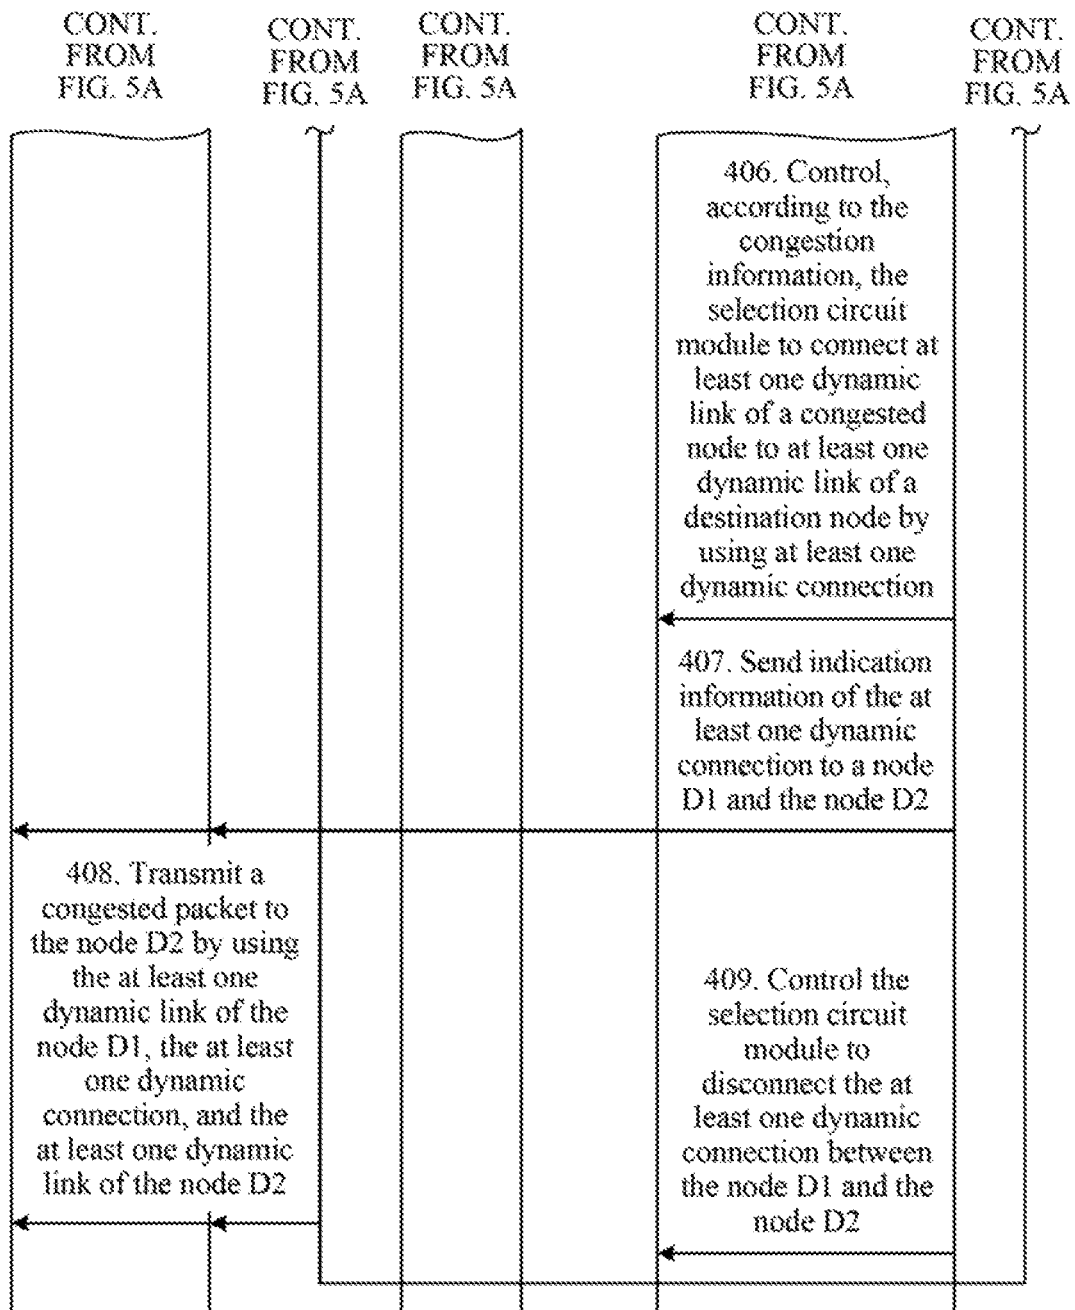 CONT.
FROM
FIG. 5A
CONT.
FROM
FIG. 5A
CONT.
FROM
FIG. 5A
CONT.
FROM
FIG. 5A
CONT.
FROM
FIG. 5A
406. Control,
according to the
congestion
information, the
selection circuit
module to connect at
least one dynamic
link of a congested
node to at least one
dynamic link of a
destination node by
using at least one
dynamic connection
407. Send indication
information of the at
least one dynamic
connection to a node
D1 and the node D2
408. Transmit a
congested packet to
the node D2 by using
the at least one
dynamic link of the
node D1, the at least
one dynamic
connection, and the
at least one dynamic
link of the node D2
409. Control the
selection circuit
module to
disconnect the at
least one dynamic
connection between
the node D1 and the
node D2